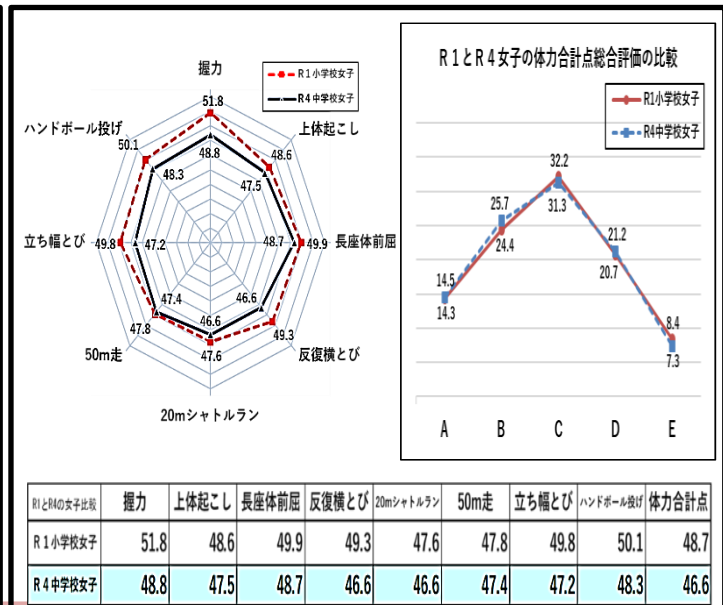 R１小学校女子
R４中学校女子
握力
51.8
48.8
ハンドボール投げ
50.1
48.3
上体起こし
48.6
47.5
立ち幅とび
49.8
47.2
48.7
49.9
長座体前屈
47.4
47.8
50m走
46.6
47.6
46.6
49.3
反復横とび
20mシャトルラン
R１とR４女子の体力合計点総合評価の比較
R1小学校女子
R4中学校女子
32.2
31.3
25.7
24.4
21.2
20.7
14.5
14.3
8.4
7.3
A B C D E
R1とR4の女子比較 握力 上体起こし 長座体前屈 反復横とび 20mシャトルラン 50m走 立ち幅とび ハンドボール投げ 体力合計点
R１小学校女子 51.8 48.6 49.9 49.3 47.6 47.8 49.8 50.1 48.7
R４中学校女子 48.8 47.5 48.7 46.6 46.6 47.4 47.2 48.3 46.6